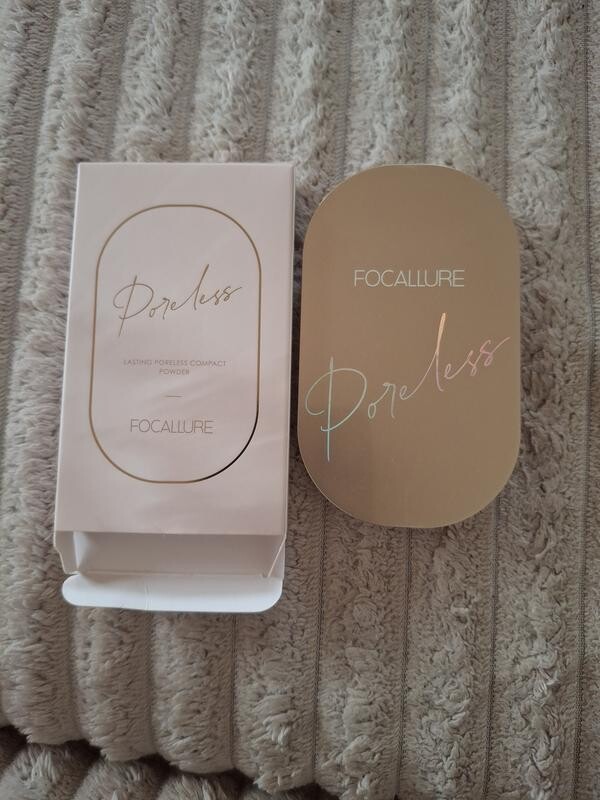 Poreless
LASTING PORELESS COMPACT
POWDER
FOCALLURE
FOCALLURE
Poreless